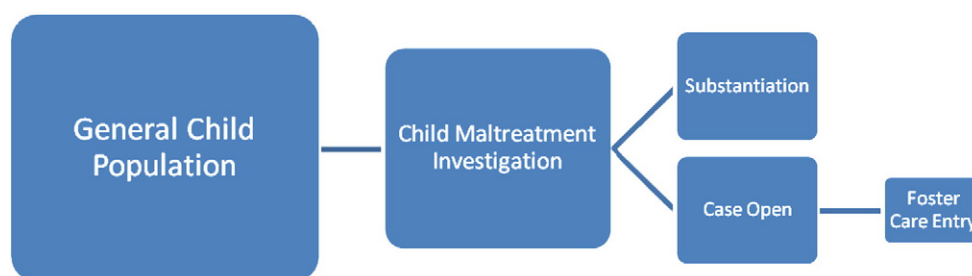 General Child
Population
Child Maltreatment
Investigation
Substantiation
Case Open
Foster
Care Entry